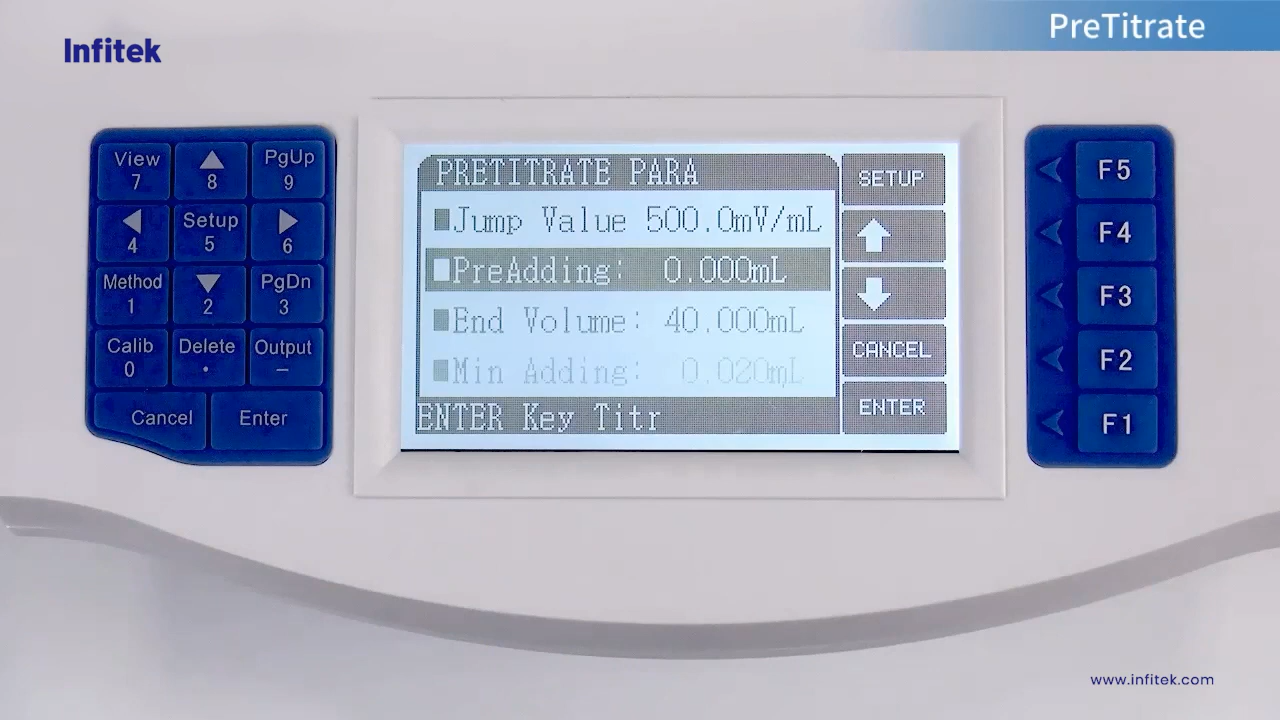 Infitek
PreTitrate
View
7
8
PgUp
9
4
Setup
5
6
Method
1
2
PgDn
3
Calib
0
Delete
.
Output
–
Cancel
Enter
PRETITRATE PARA
Jump Value 500.0mV/mL
PreAdding: 0.000mL
End Volume: 40.000mL
Min Adding: 0.020mL
ENTER Key Titr
SETUP
CANCEL
ENTER
F5
F4
F3
F2
F1
www.infitek.com